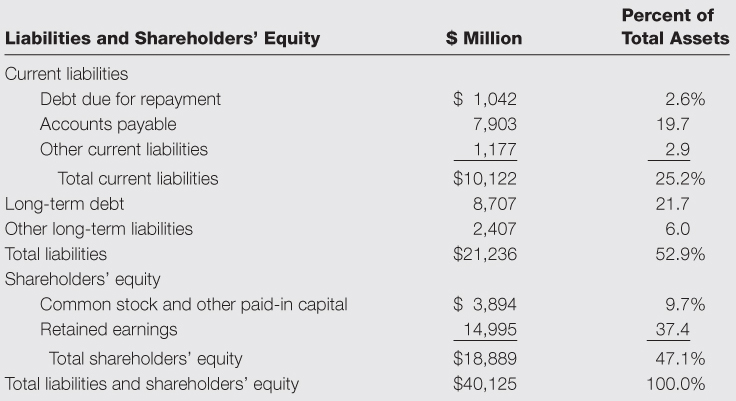 Liabilities and Shareholders' Equity $ Million Percent of Total Assets
Current liabilities
Debt due for repayment $ 1,042 2.6%
Accounts payable 7,903 19.7
Other current liabilities 1,177 2.9
Total current liabilities $10,122 25.2%
Long-term debt 8,707 21.7
Other long-term liabilities 2,407 6.0
Total liabilities $21,236 52.9%
Shareholders' equity
Common stock and other paid-in capital $ 3,894 9.7%
Retained earnings 14,995 37.4
Total shareholders' equity $18,889 47.1%
Total liabilities and shareholders' equity $40,125 100.0%